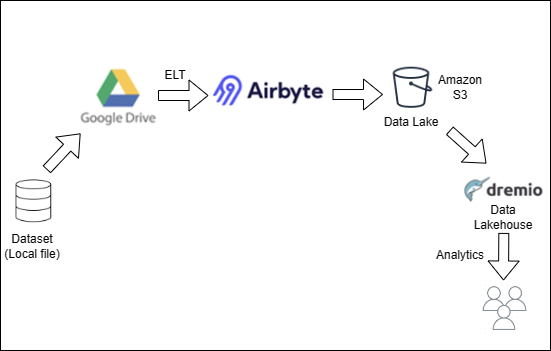 ELT
Google Drive
Airbyte
Amazon
S3
Data Lake
Dataset
(Local file)
dremio
Data
Lakehouse
Analytics